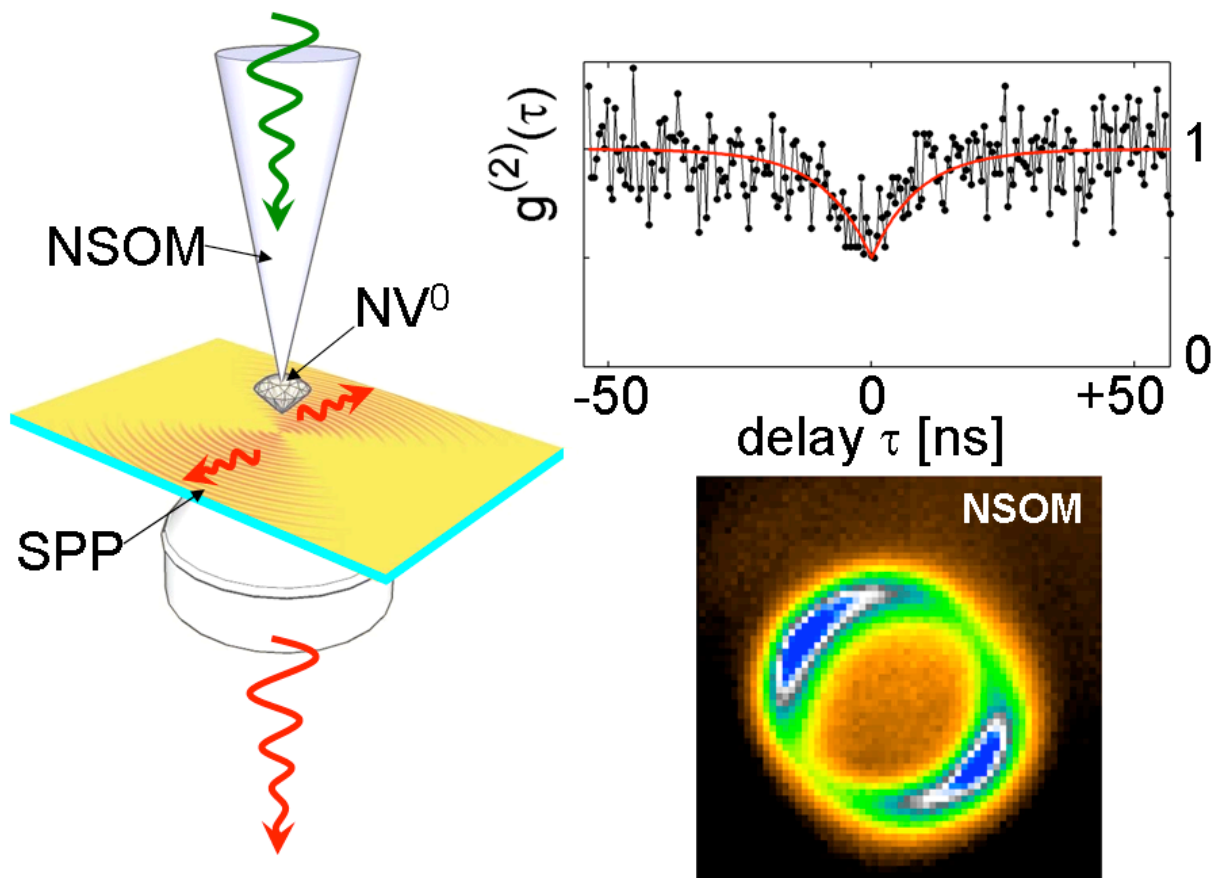 NSOM
NV⁰
SPP
g⁽²⁾(τ)
1
0
-50 0 +50
delay τ [ns]
NSOM